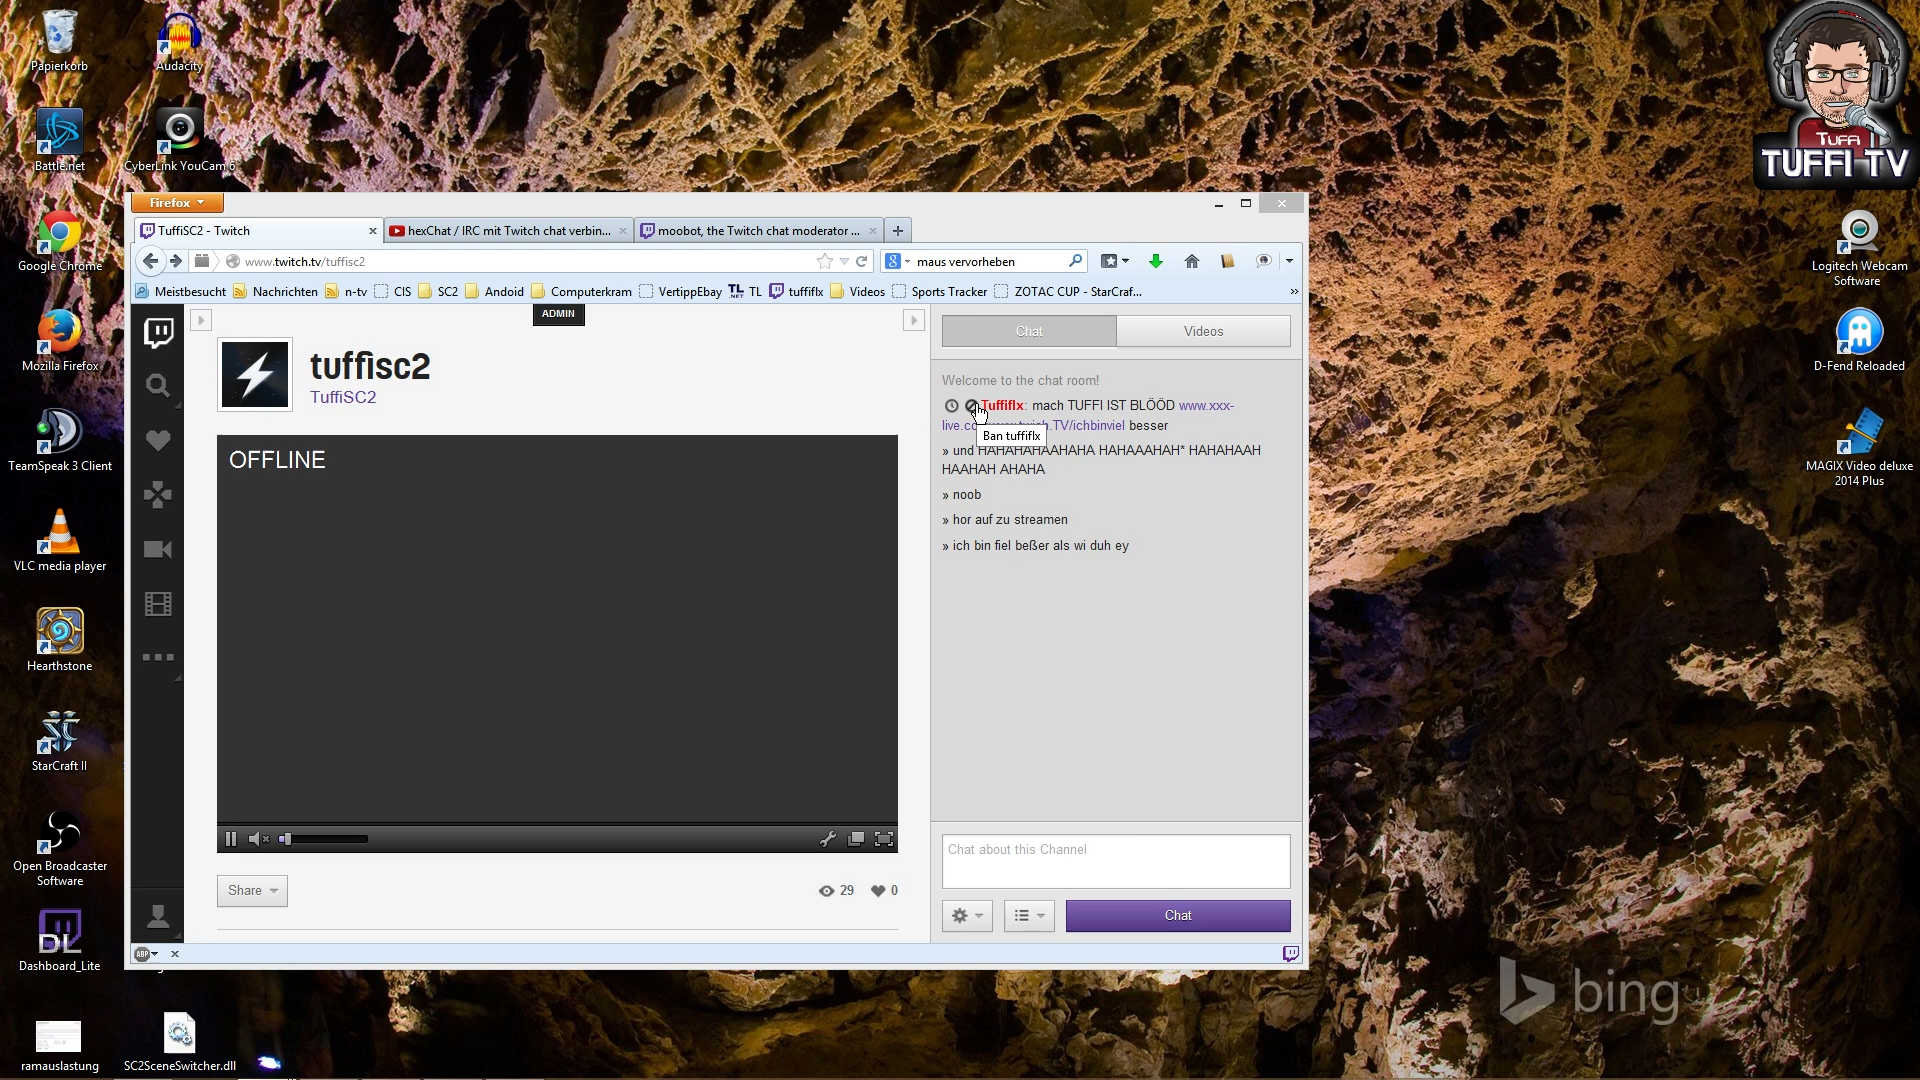 Papierkorb
Audacity
Battle.net
CyberLink YouCam 6
Google Chrome
Mozilla Firefox
TeamSpeak 3 Client
VLC media player
Hearthstone
StarCraft II
Open Broadcaster
Software
DL
Dashboard_Lite
ramauslastung
SC2SceneSwitcher.dll
Firefox
TuffiSC2 - Twitch
hexChat / IRC mit Twitch chat verbin...
moobot, the Twitch chat moderator ...
www.twitch.tv/tuffisc2
maus vervorheben
Meistbesucht
Nachrichten
n-tv
CIS
SC2
Andoid
Computerkram
VertippEbay
TL
TL
tuffiflx
Videos
Sports Tracker
ZOTAC CUP - StarCraf...
»
ADMIN
tuffisc2
TuffiSC2
OFFLINE
Share
29
0
Chat
Videos
Welcome to the chat room!
Tuffiflx: mach TUFFI IST BLÖÖD www.xxx-
.TV/ichbinviel besser
Ban tuffiflx
» und HAHAHAHAAHAHA HAHAAAHAH* HAHAHAAH
HAAHAH AHAHA
» noob
» hor auf zu streamen
» ich bin fiel beßer als wi duh ey
Chat about this Channel
Chat
ABP
TUFFI
TUFFI TV
Logitech Webcam
Software
D-Fend Reloaded
MAGIX Video deluxe
2014 Plus
bing